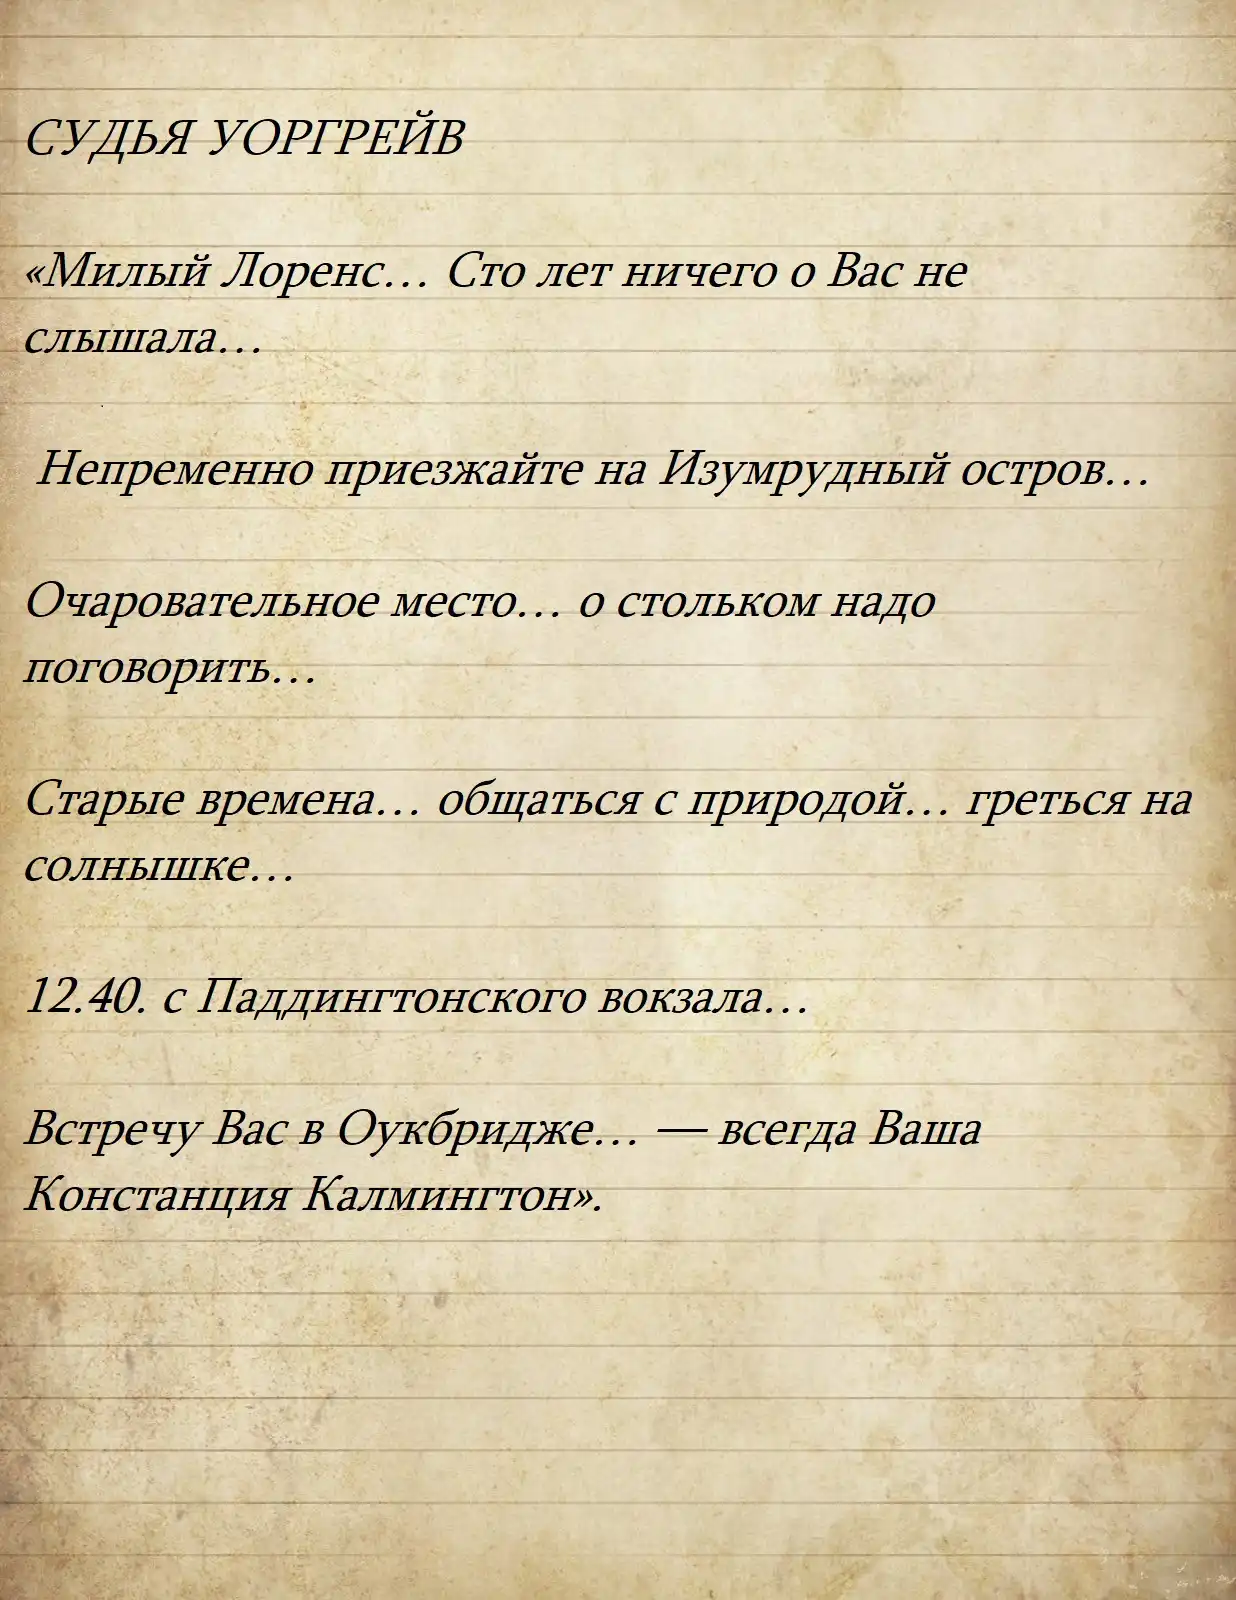 СУДЬЯ УОРГРЕЙВ
«Милый Лоренс… Сто лет ничего о Вас не
слышала…
Непременно приезжайте на Изумрудный остров…
Очаровательное место… о стольком надо
поговорить…
Старые времена… общаться с природой… греться на
солнышке…
12.40. с Паддингтонского вокзала…
Встречу Вас в Оукбридже… — всегда Ваша
Констанция Калмингтон».